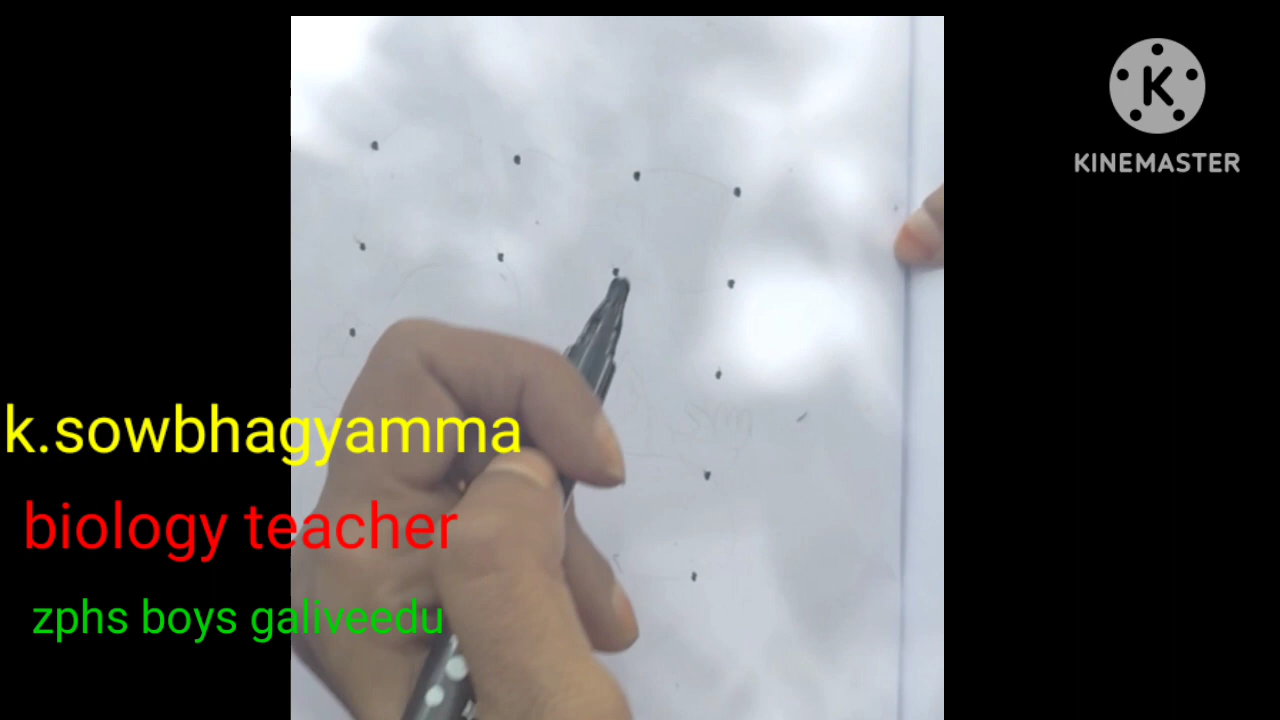 K
KINEMASTER
k.sowbhagyamma
biology teacher
zphs boys galiveedu